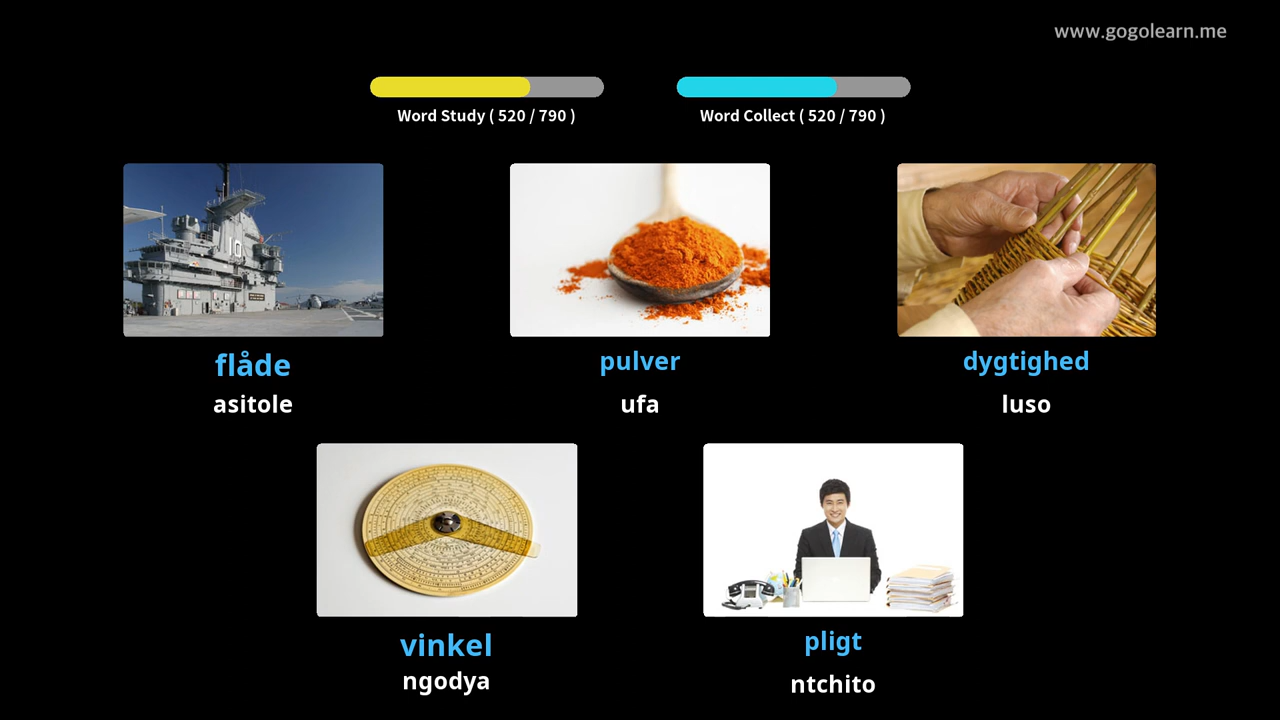 www.gogolearn.me
Word Study ( 520 / 790 )
Word Collect ( 520 / 790 )
10
flåde
asitole
pulver
ufa
dygtighed
luso
vinkel
ngodya
pligt
ntchito